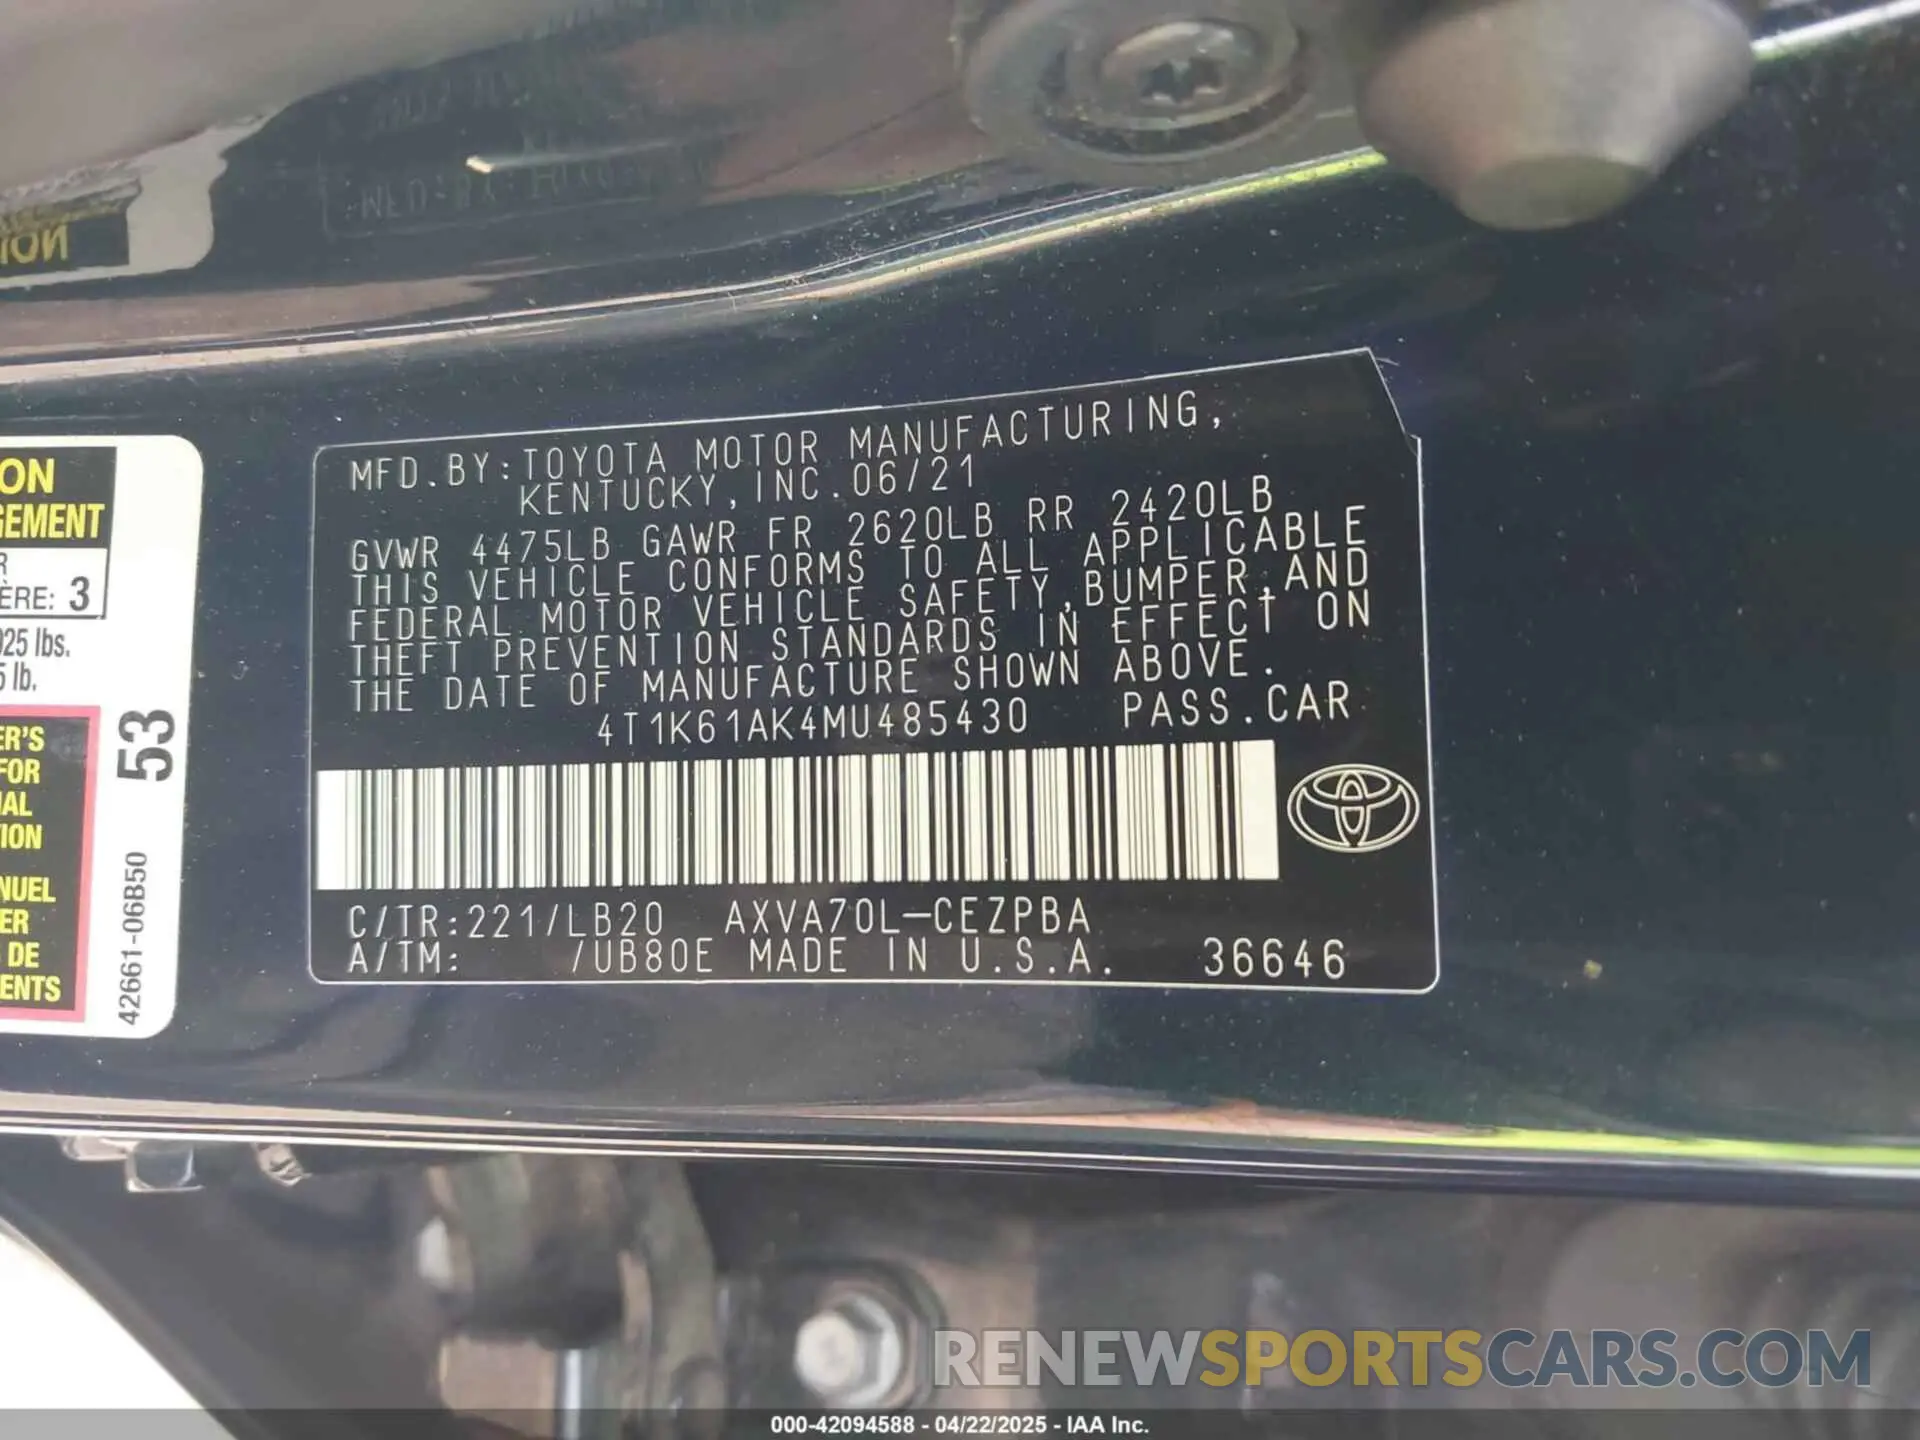 MFD.BY:TOYOTA MOTOR MANUFACTURING,
KENTUCKY,INC.06/21
GVWR 4475LB GAWR FR 2620LB RR 2420LB
THIS VEHICLE CONFORMS TO ALL APPLICABLE
FEDERAL MOTOR VEHICLE SAFETY,BUMPER,AND
THEFT PREVENTION STANDARDS IN EFFECT ON
THE DATE OF MANUFACTURE SHOWN ABOVE.
4T1K61AK4MU485430 PASS.CAR
C/TR:221/LB20 AXVA70L-CEZPBA
A/TM: /UB80E MADE IN U.S.A. 36646
ON
GEMENT
R
ÈRE: 3
025 lbs.
5 lb.
ER'S
FOR
IAL
TION
NUEL
ER
DE
ENTS
53
42661-06B50
RENEWSPORTSCARS.COM
000-42094588 - 04/22/2025 - IAA Inc.